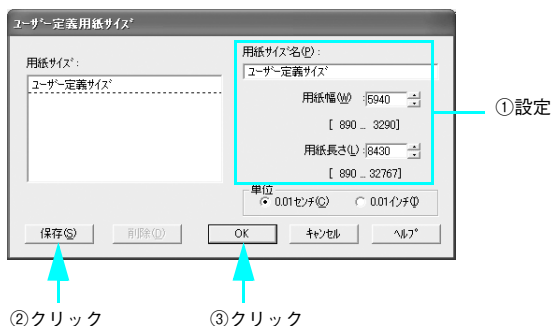 ユーザー定義用紙サイズ
用紙サイズ:
ユーザー定義サイズ
用紙サイズ名(P):
ユーザー定義サイズ
用紙幅(W) :5940
[ 890 .. 3290]
用紙長さ(L):8430
[ 890 .. 32767]
単位
0.01センチ(C) 0.01インチ(I)
保存(S) 削除(D) OK キャンセル ヘルプ
①設定
②クリック ③クリック